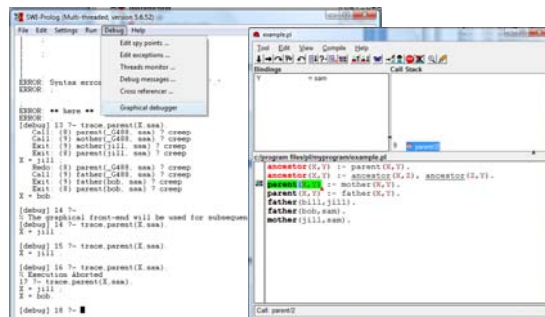 SWI-Prolog (Multi-threaded, version 5.6.52)
File Edit Settings Run Debug Help
Edit spy points ...
Edit exceptions ...
Threads monitor ...
Debug messages ...
Cross referencer ...
Graphical debugger
ERROR: Syntax error
ERROR:
ERROR: ** here **
ERROR:
[debug] 13 ?- trace,parent(X,sam).
Call: (8) parent(_G488, sam) ? creep
Call: (9) mother(_G488, sam) ? creep
Exit: (9) mother(jill, sam) ? creep
Exit: (8) parent(jill, sam) ? creep
X = jill
Redo: (8) parent(_G488, sam) ? creep
Call: (9) father(_G488, sam) ? creep
Exit: (9) father(bob, sam) ? creep
Exit: (8) parent(bob, sam) ? creep
X = bob.
[debug] 14 ?-
% The graphical front-end will be used for subsequen
[debug] 14 ?- trace,parent(X,sam).
X = jill .
[debug] 15 ?- trace,parent(X,sam).
X = jill .
[debug] 16 ?- trace,parent(X,sam).
% Execution Aborted
17 ?- trace,parent(X,sam).
X = jill
X = bob.
[debug] 18 ?-
example.pl
Tool Edit View Compile Help
Bindings
Call Stack
Y = sam
9 parent/2
c:/program files/pl/myprogram/example.pl
ancestor(X,Y) :- parent(X,Y).
ancestor(X,Y) :- ancestor(X,Z), ancestor(Z,Y).
parent(X,Y) :- mother(X,Y).
parent(X,Y) :- father(X,Y).
father(bill,jill).
father(bob,sam).
mother(jill,sam).
Call: parent/2